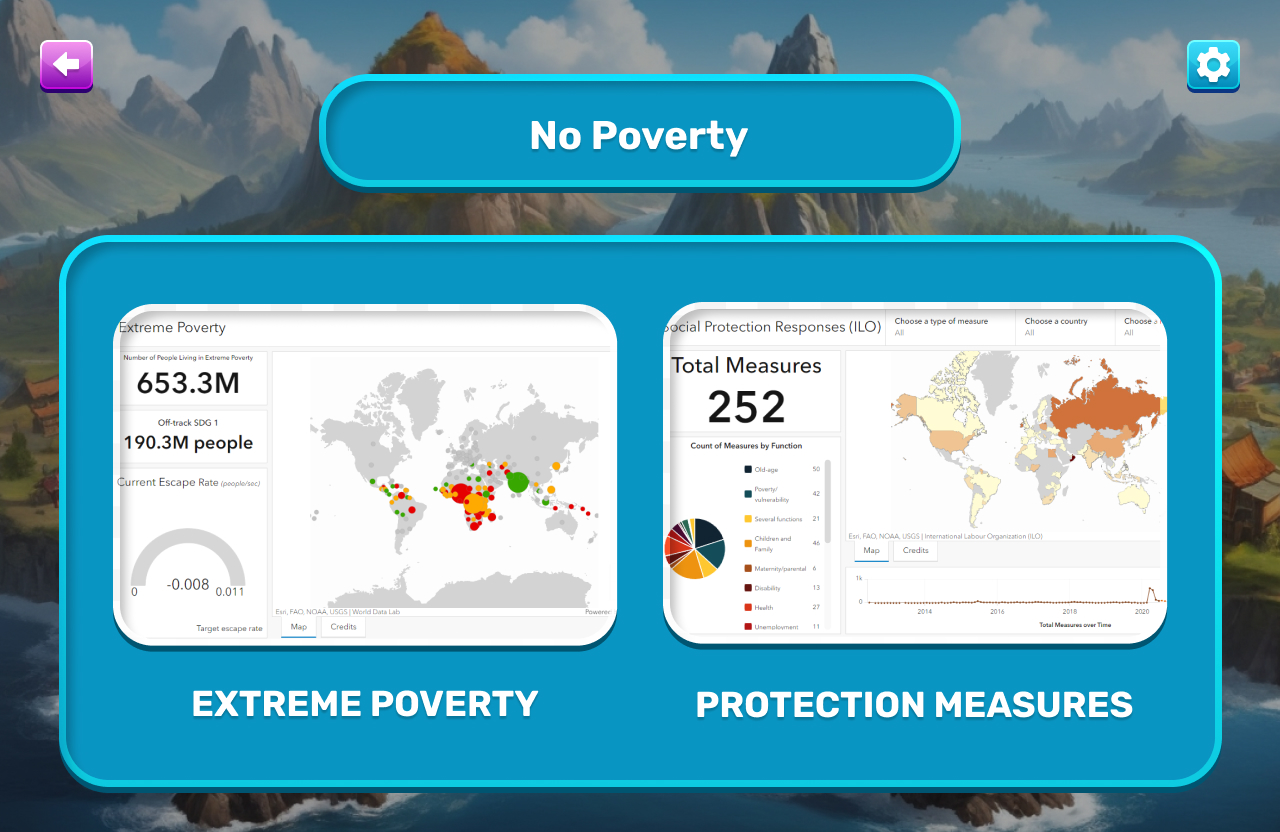 No Poverty
Extreme Poverty
Number of People Living in Extreme Poverty
653.3M
Off-track SDG 1
190.3M people
Current Escape Rate (people/sec)
-0.008
0
0.011
Target escape rate
Esri, FAO, NOAA, USGS | World Data Lab
Powere
Map
Credits
EXTREME POVERTY
ocial Protection Responses (ILO)
Choose a type of measure
All
Choose a country
All
Choose a
All
Total Measures
252
Count of Measures by Function
Old-age 50
Poverty/
vulnerability 42
Several functions 21
Children and
Family 46
Maternity/parental 6
Disability 13
Health 27
Unemployment 11
Esri, FAO, NOAA, USGS | International Labour Organization (ILO)
Map
Credits
1k
0
2014 2016 2018 2020
Total Measures over Time
PROTECTION MEASURES